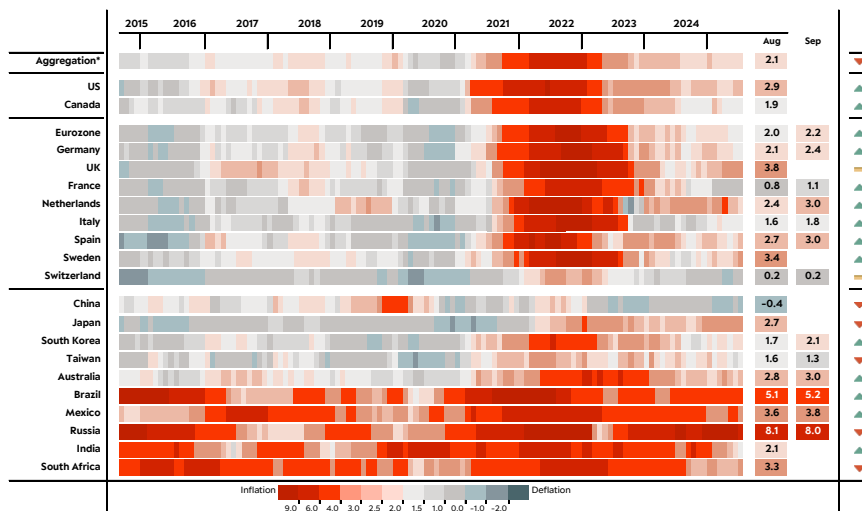 2015 2016 2017 2018 2019 2020 2021 2022 2023 2024
Aug Sep
Aggregation* 2.1
US 2.9
Canada 1.9
Eurozone 2.0 2.2
Germany 2.1 2.4
UK 3.8
France 0.8 1.1
Netherlands 2.4 3.0
Italy 1.6 1.8
Spain 2.7 3.0
Sweden 3.4
Switzerland 0.2 0.2
China -0.4
Japan 2.7
South Korea 1.7 2.1
Taiwan 1.6 1.3
Australia 2.8 3.0
Brazil 5.1 5.2
Mexico 3.6 3.8
Russia 8.1 8.0
India 2.1
South Africa 3.3
Inflation Deflation
9.0 6.0 4.0 3.0 2.5 2.0 1.5 1.0 0.0 -1.0 -2.0